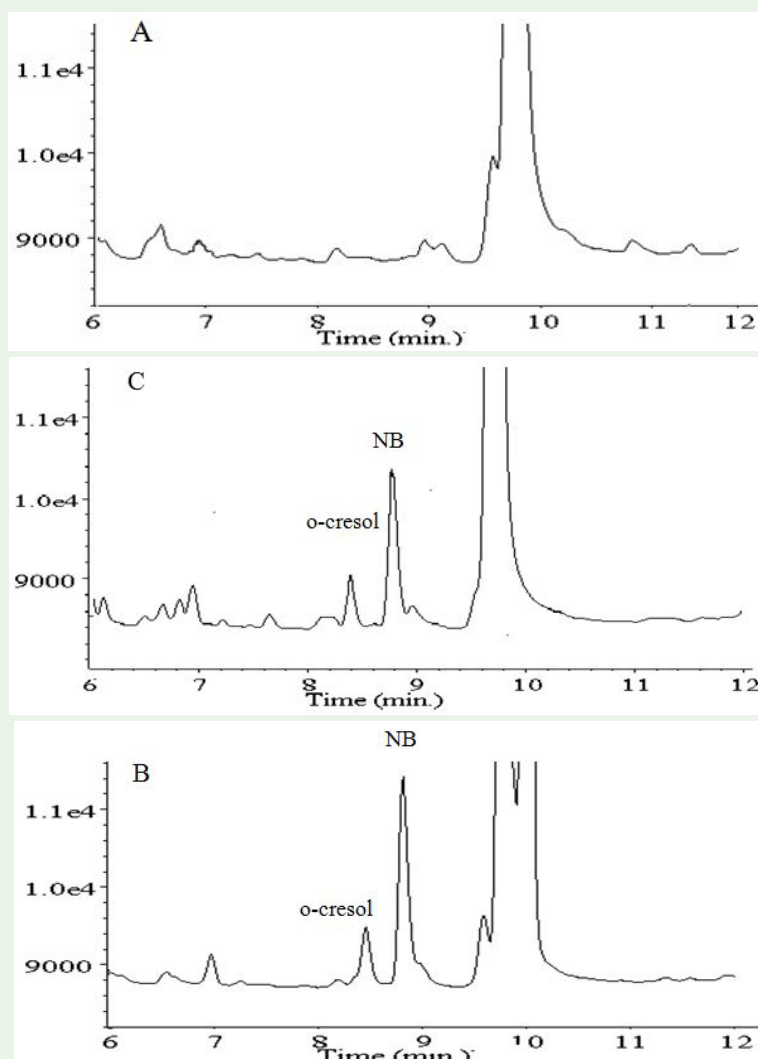 A
1.1e4
1.0e4
9000
6 7 8 9 10 11 12
Time (min.)
C
1.1e4
NB
1.0e4
o-cresol
9000
6 7 8 9 10 11 12
Time (min.)
NB
B
1.1e4
1.0e4
o-cresol
9000
6 7 8 9 10 11 12
Time (min.)